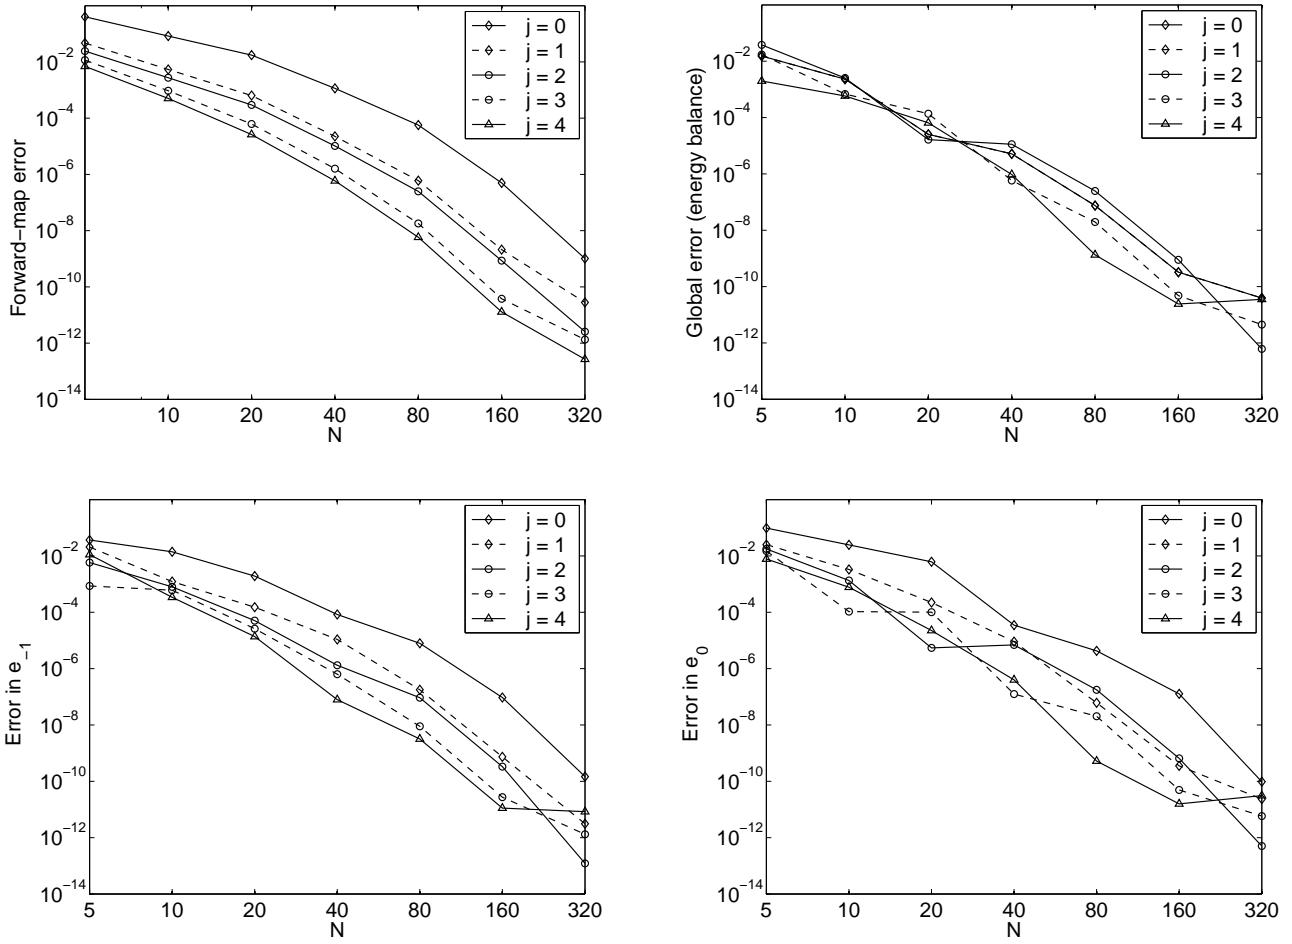 10^−2
10^−4
10^−6
10^−8
10^−10
10^−12
10^−14
Forward−map error
10 20 40 80 160 320
N
j = 0
j = 1
j = 2
j = 3
j = 4
10^−2
10^−4
10^−6
10^−8
10^−10
10^−12
10^−14
Global error (energy balance)
5 10 20 40 80 160 320
N
j = 0
j = 1
j = 2
j = 3
j = 4
10^−2
10^−4
10^−6
10^−8
10^−10
10^−12
10^−14
Error in e_−1
5 10 20 40 80 160 320
N
j = 0
j = 1
j = 2
j = 3
j = 4
10^−2
10^−4
10^−6
10^−8
10^−10
10^−12
10^−14
Error in e_0
5 10 20 40 80 160 320
N
j = 0
j = 1
j = 2
j = 3
j = 4